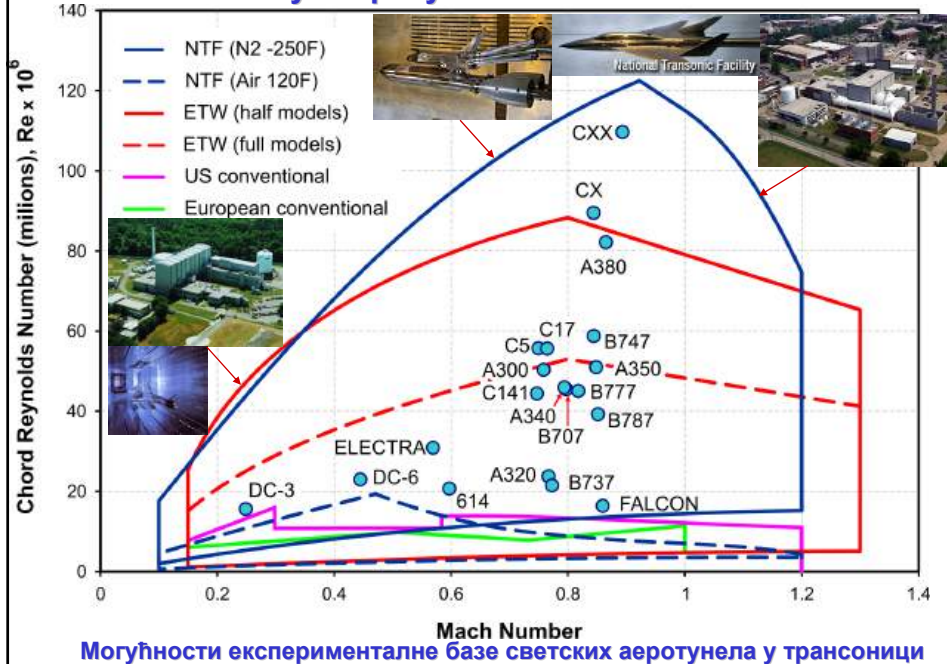 140
120
100
80
60
40
20
0
Chord Reynolds Number (milions), Re x 10⁶
NTF (N2 -250F)
NTF (Air 120F)
ETW (half models)
ETW (full models)
US conventional
European conventional
National Transonic Facility
CXX
CX
A380
C17
C5
B747
A300
A350
C141
B777
A340
B787
B707
ELECTRA
DC-6
A320
B737
DC-3
614
FALCON
0
0.2
0.4
0.6
0.8
1
1.2
1.4
Mach Number
Могућности експерименталне базе светских аеротунела у трансоници